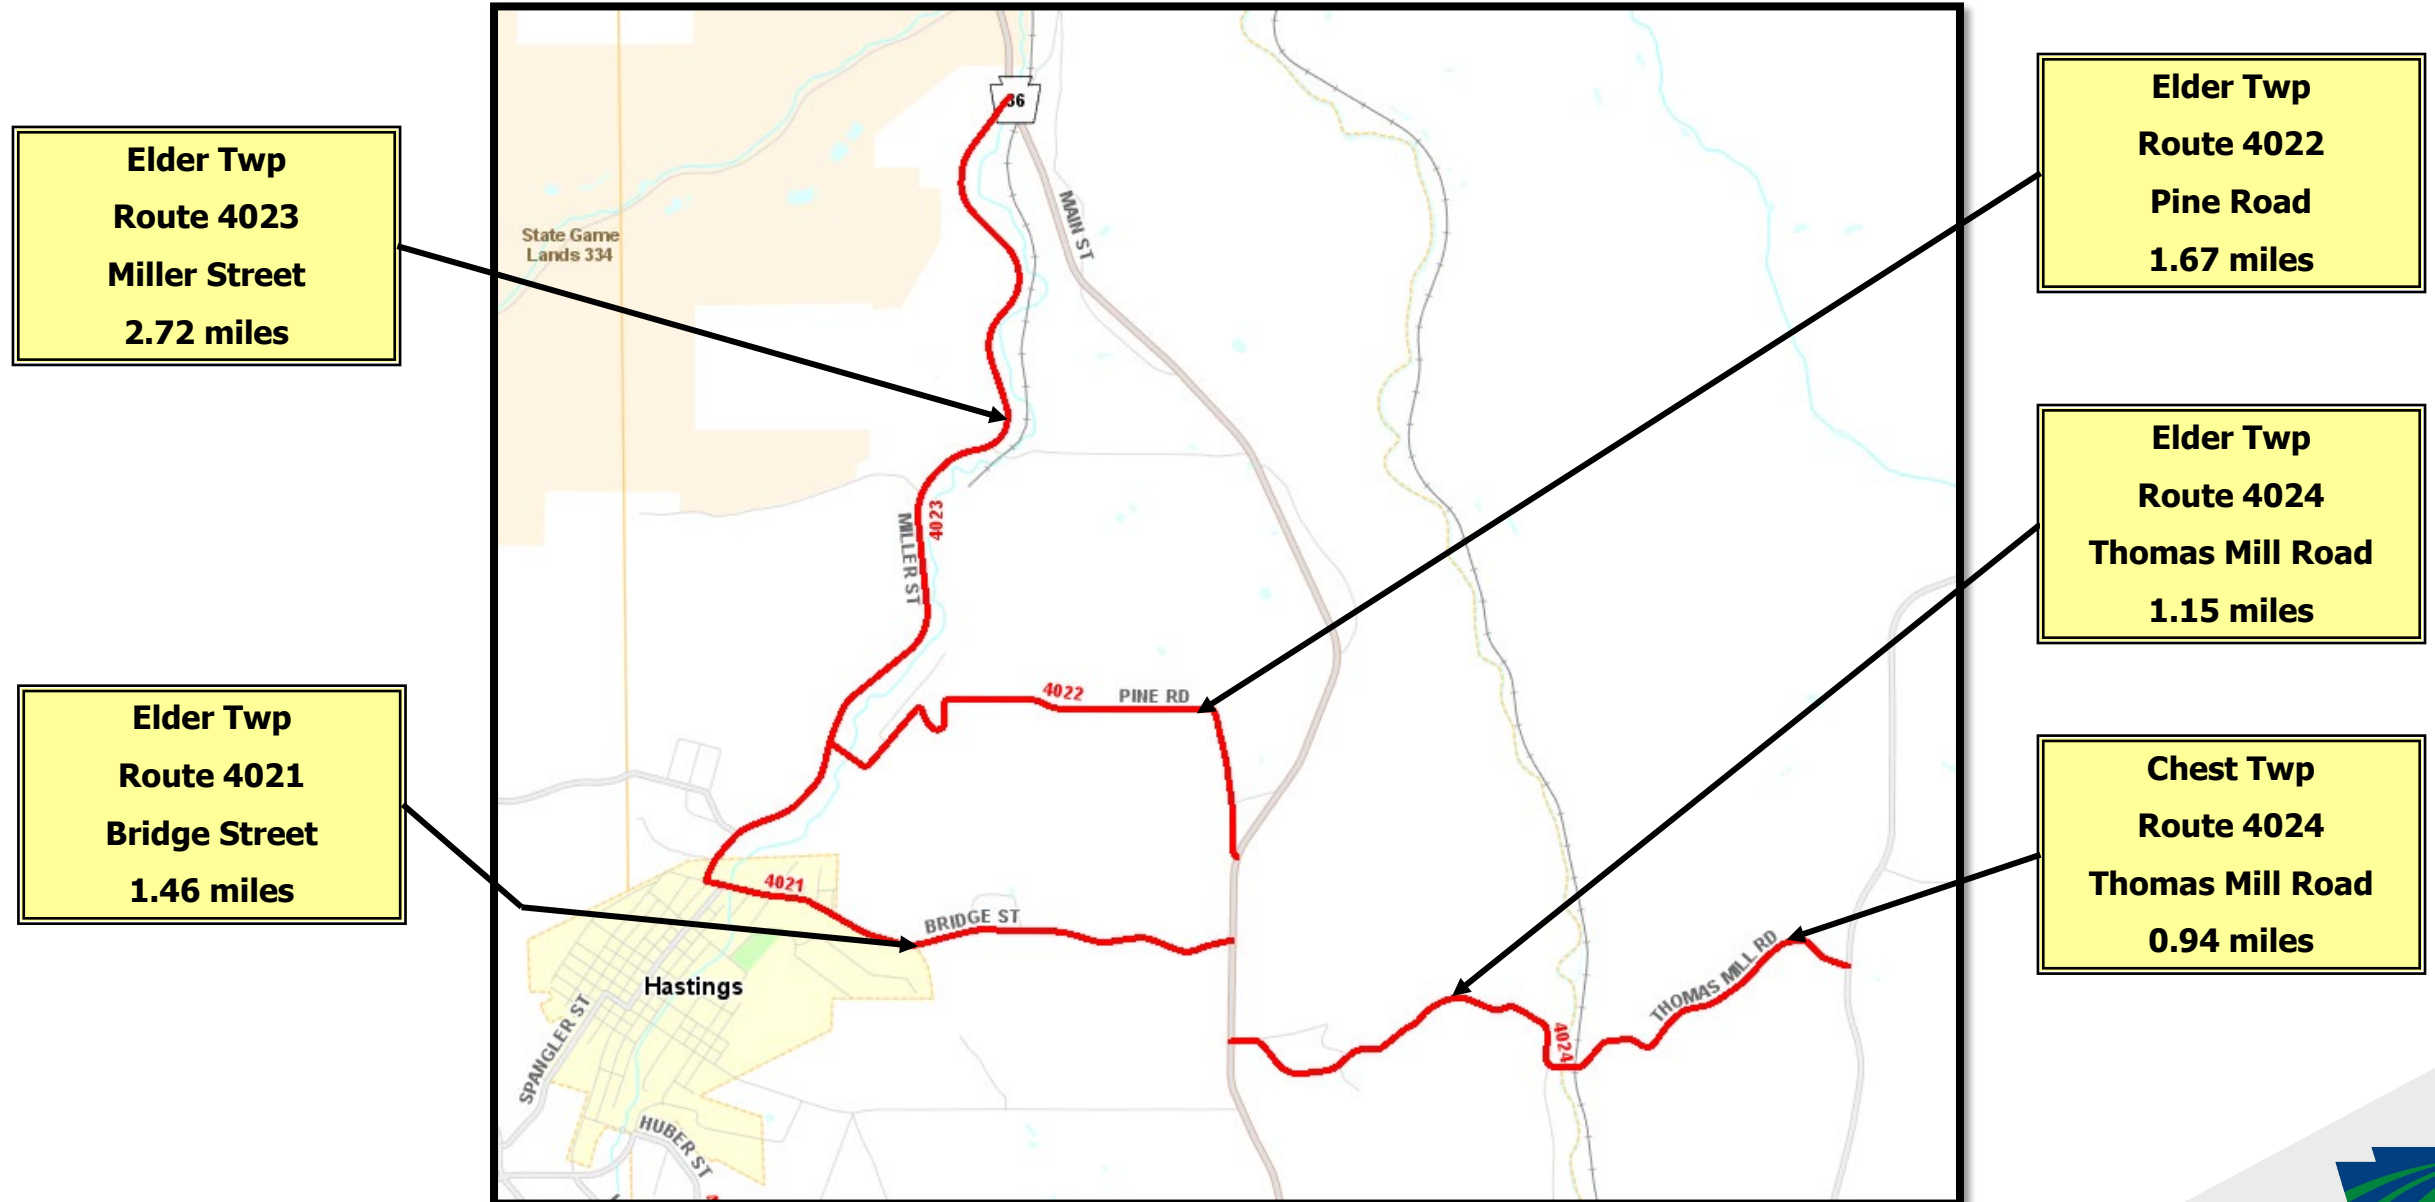 Elder Twp
Route 4023
Miller Street
2.72 miles
Elder Twp
Route 4021
Bridge Street
1.46 miles
36
State Game
Lands 334
MAIN ST
4023
MILLER ST
4022
PINE RD
4021
BRIDGE ST
Hastings
SPANGLER ST
HUBER ST
4024
THOMAS MILL RD
Elder Twp
Route 4022
Pine Road
1.67 miles
Elder Twp
Route 4024
Thomas Mill Road
1.15 miles
Chest Twp
Route 4024
Thomas Mill Road
0.94 miles